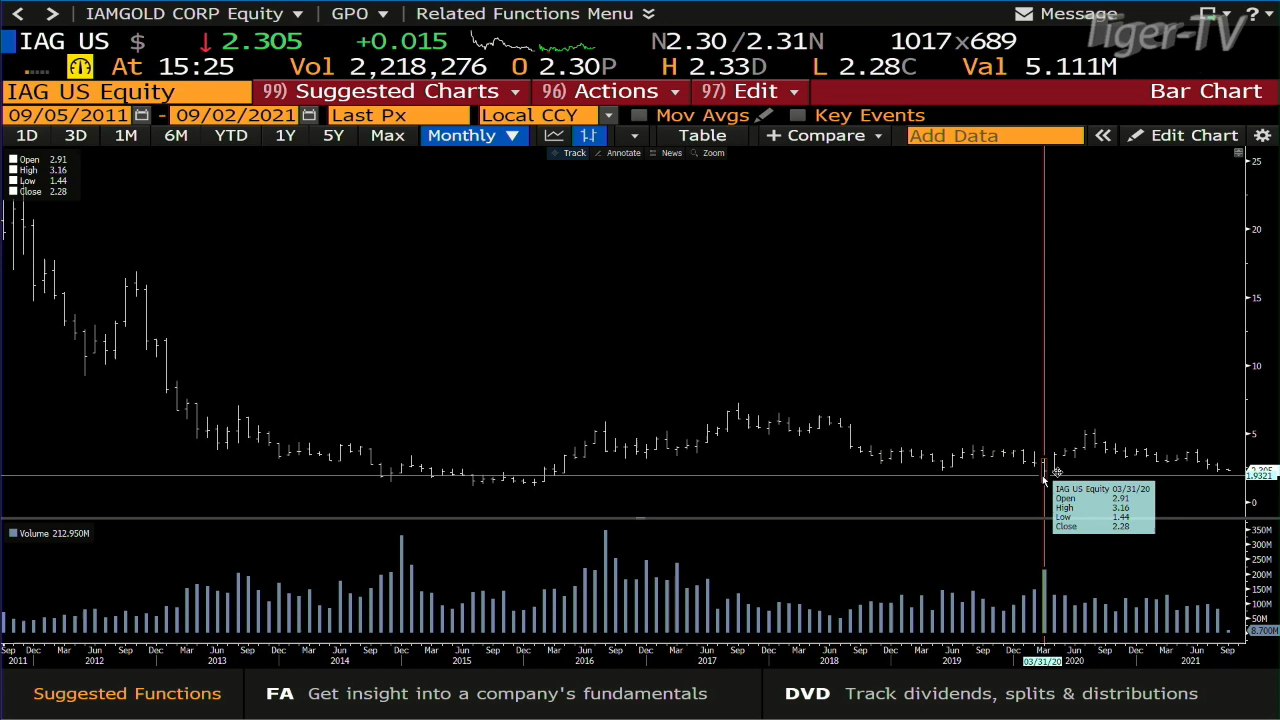 IAMGOLD CORP Equity GPO Related Functions Menu Message ?
Tiger-TV
IAG US $ 2.305 +0.015 N2.30 /2.31N 1017x689
At 15:25 Vol 2,218,276 O 2.30P H 2.33D L 2.28C Val 5.111M
IAG US Equity 99) Suggested Charts 96) Actions 97) Edit Bar Chart
09/05/2011 - 09/02/2021 Last Px Local CCY Mov Avgs Key Events
1D 3D 1M 6M YTD 1Y 5Y Max Monthly Table + Compare Add Data Edit Chart
Track Annotate News Zoom
Open 2.91
High 3.16
Low 1.44
Close 2.28
25
20
15
10
5
1.9321
0
IAG US Equity 03/31/20
Open 2.91
High 3.16
Low 1.44
Close 2.28
Volume 212.950M
350M
250M
200M
150M
100M
50M
8.700M
Sep Dec Mar Jun Sep Dec Mar Jun Sep Dec Mar Jun Sep Dec Mar Jun Sep Dec Mar Jun Sep Dec Mar Jun Sep Dec Mar Jun Sep Dec Mar Jun Sep Dec Mar Jun Sep Dec Mar Jun Sep
2011 2012 2013 2014 2015 2016 2017 2018 2019 03/31/20 2020 2021
Suggested Functions FA Get insight into a company's fundamentals DVD Track dividends, splits & distributions